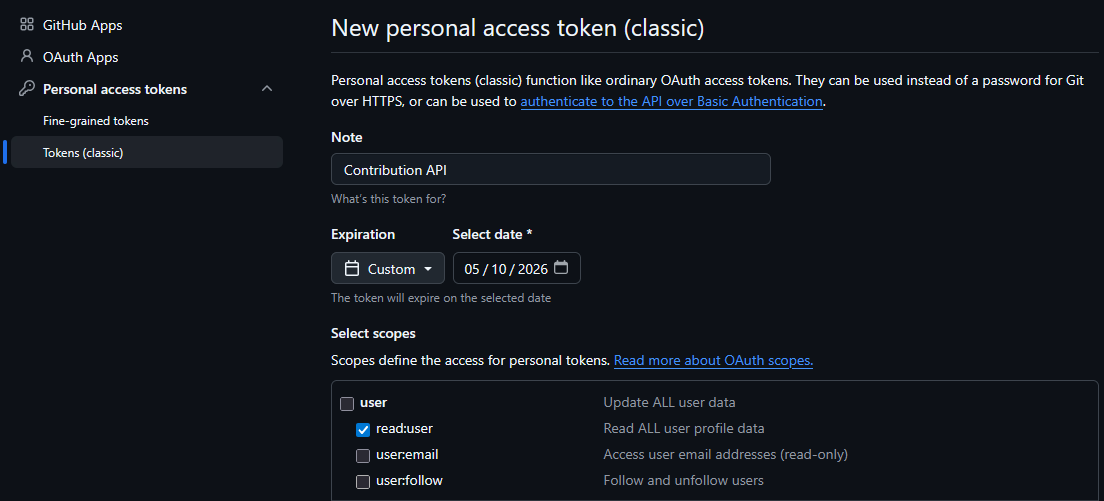 GitHub Apps
OAuth Apps
Personal access tokens
Fine-grained tokens
Tokens (classic)
New personal access token (classic)
Personal access tokens (classic) function like ordinary OAuth access tokens. They can be used instead of a password for Git
over HTTPS, or can be used to authenticate to the API over Basic Authentication.
Note
Contribution API
What's this token for?
Expiration Select date *
Custom 05 / 10 / 2026
The token will expire on the selected date
Select scopes
Scopes define the access for personal tokens. Read more about OAuth scopes.
user Update ALL user data
read:user Read ALL user profile data
user:email Access user email addresses (read-only)
user:follow Follow and unfollow users